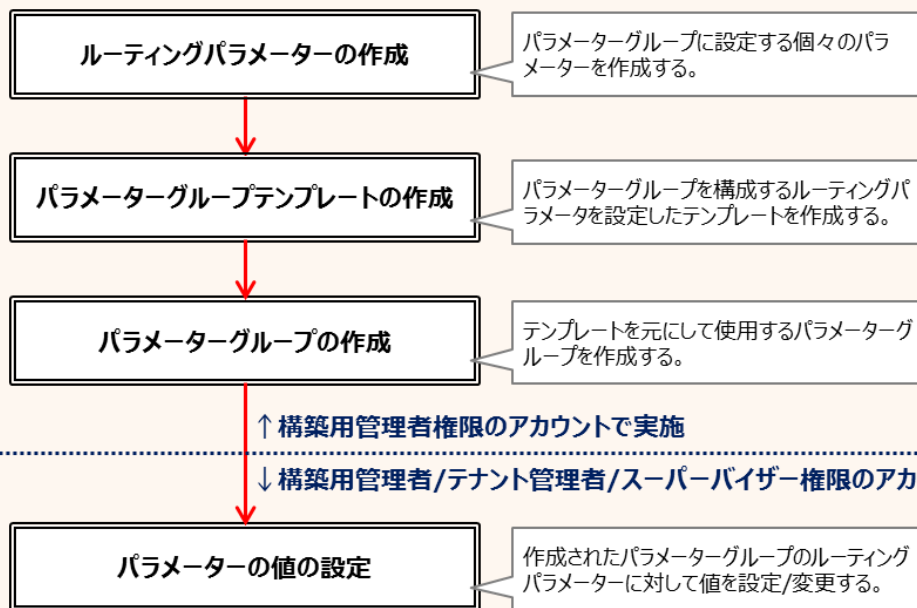 ルーティングパラメーターの作成
パラメーターグループに設定する個々のパラ
メーターを作成する。
パラメーターグループテンプレートの作成
パラメーターグループを構成するルーティングパ
ラメータを設定したテンプレートを作成する。
パラメーターグループの作成
テンプレートを元にして使用するパラメーターグ
ループを作成する。
↑構築用管理者権限のアカウントで実施
↓構築用管理者/テナント管理者/スーパーバイザー権限のアカ
パラメーターの値の設定
作成されたパラメーターグループのルーティング
パラメーターに対して値を設定/変更する。